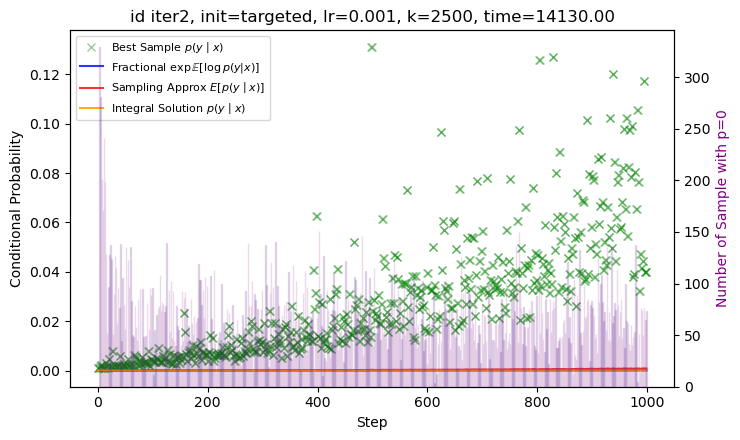 id iter2, init=targeted, lr=0.001, k=2500, time=14130.00
Best Sample p(y | x)
Fractional exp𝔼[log p(y|x)]
Sampling Approx E[p(y | x)]
Integral Solution p(y | x)
Conditional Probability
0.12
0.10
0.08
0.06
0.04
0.02
0.00
300
250
200
150
100
50
0
Number of Sample with p=0
0 200 400 600 800 1000
Step